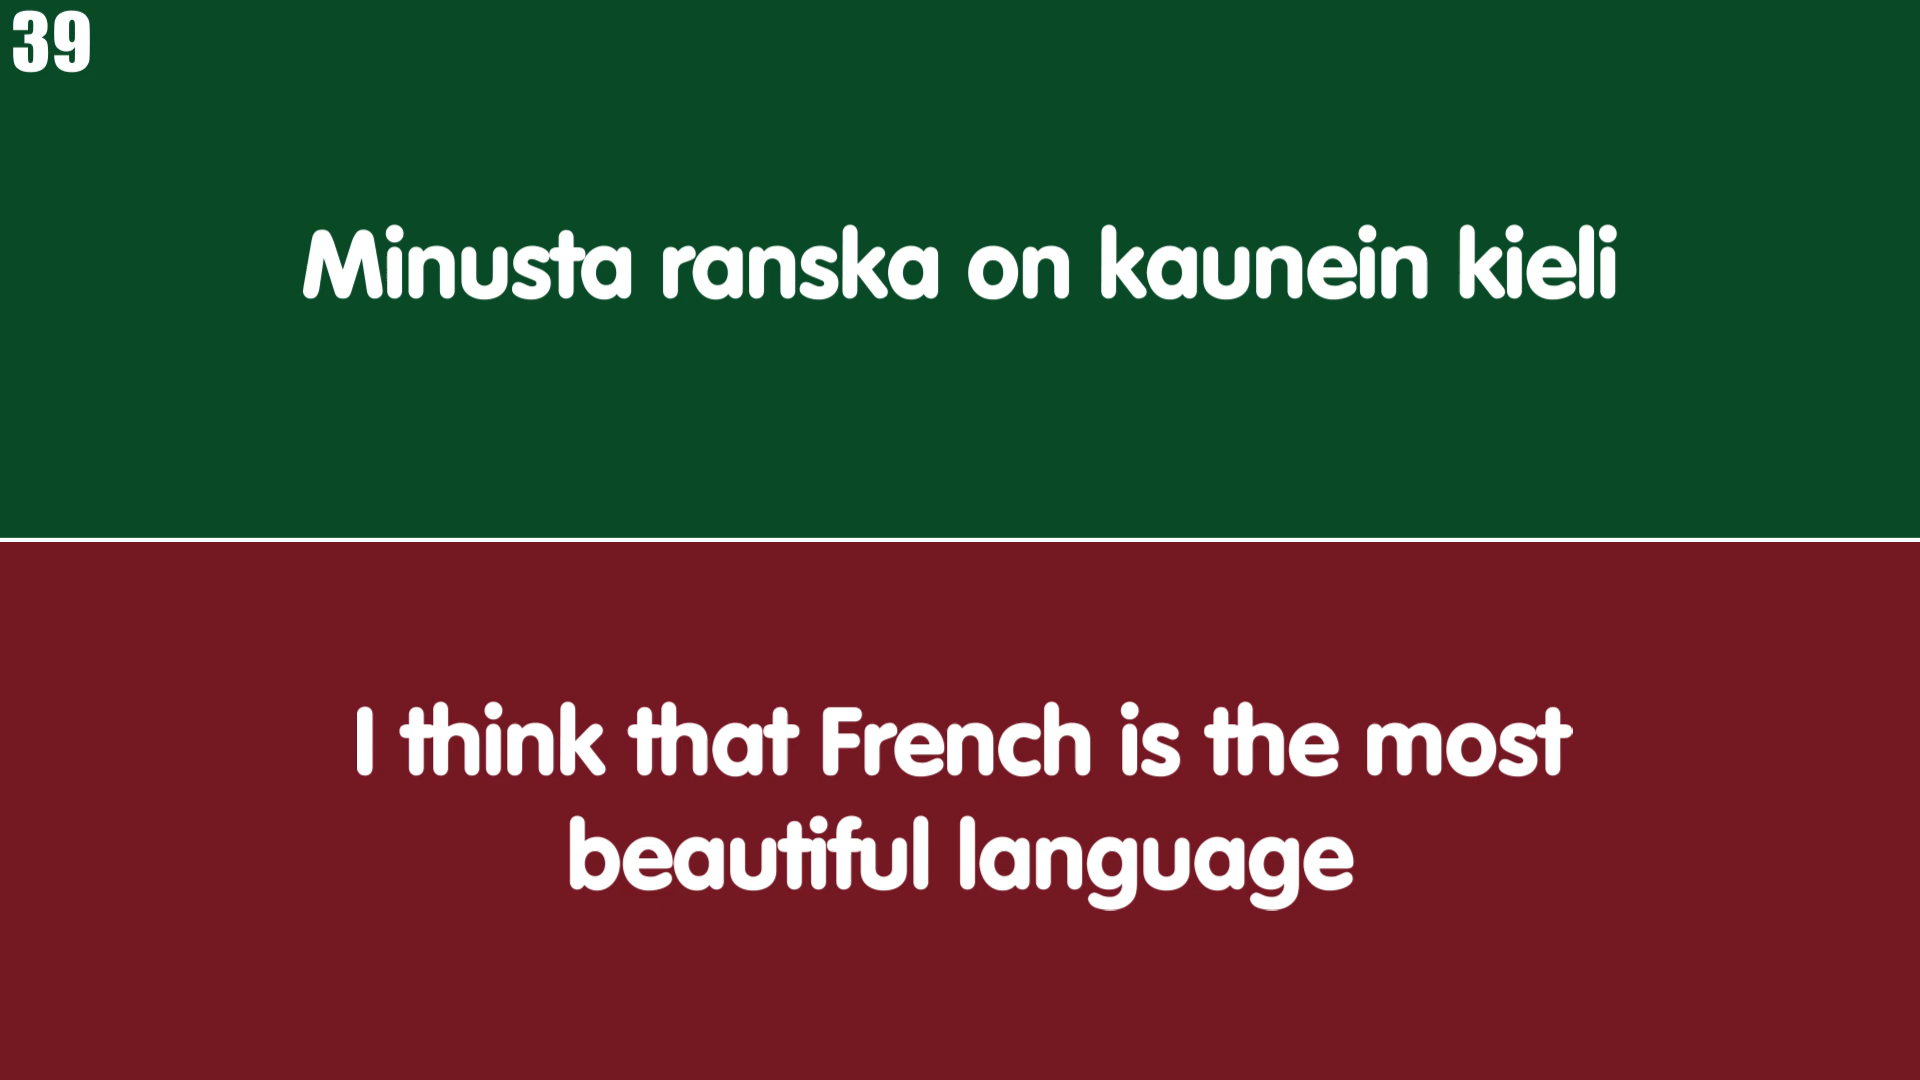 39
Minusta ranska on kaunein kieli
I think that French is the most
beautiful language